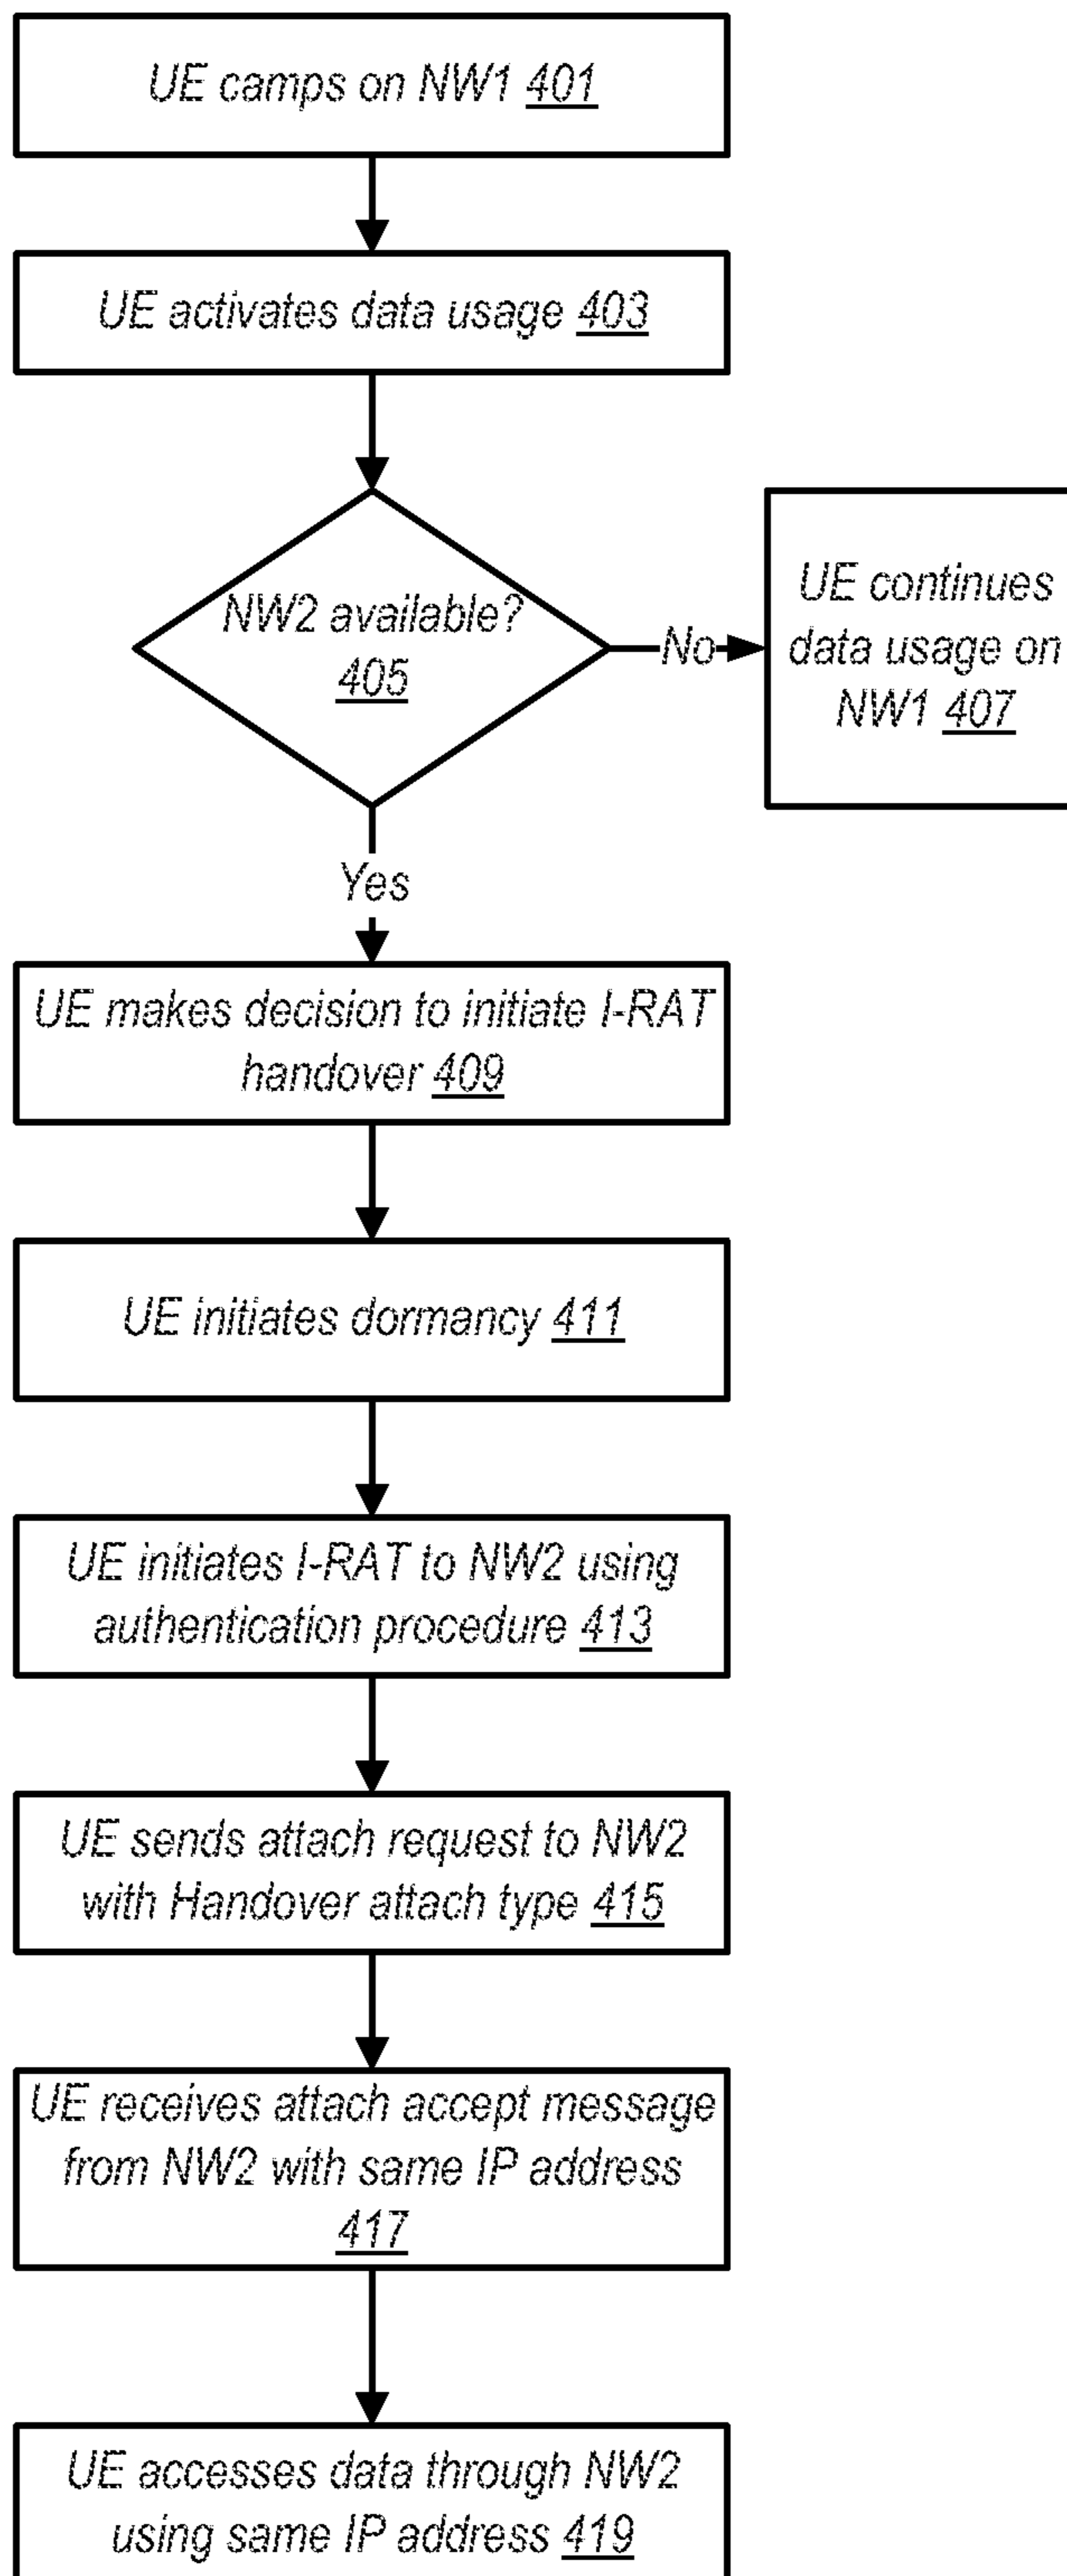 UE camps on NW1 401
UE activates data usage 403
NW2 available?
405
No
UE continues
data usage on
NW1 407
Yes
UE makes decision to initiate I-RAT
handover 409
UE initiates dormancy 411
UE initiates I-RAT to NW2 using
authentication procedure 413
UE sends attach request to NW2
with Handover attach type 415
UE receives attach accept message
from NW2 with same IP address
417
UE accesses data through NW2
using same IP address 419